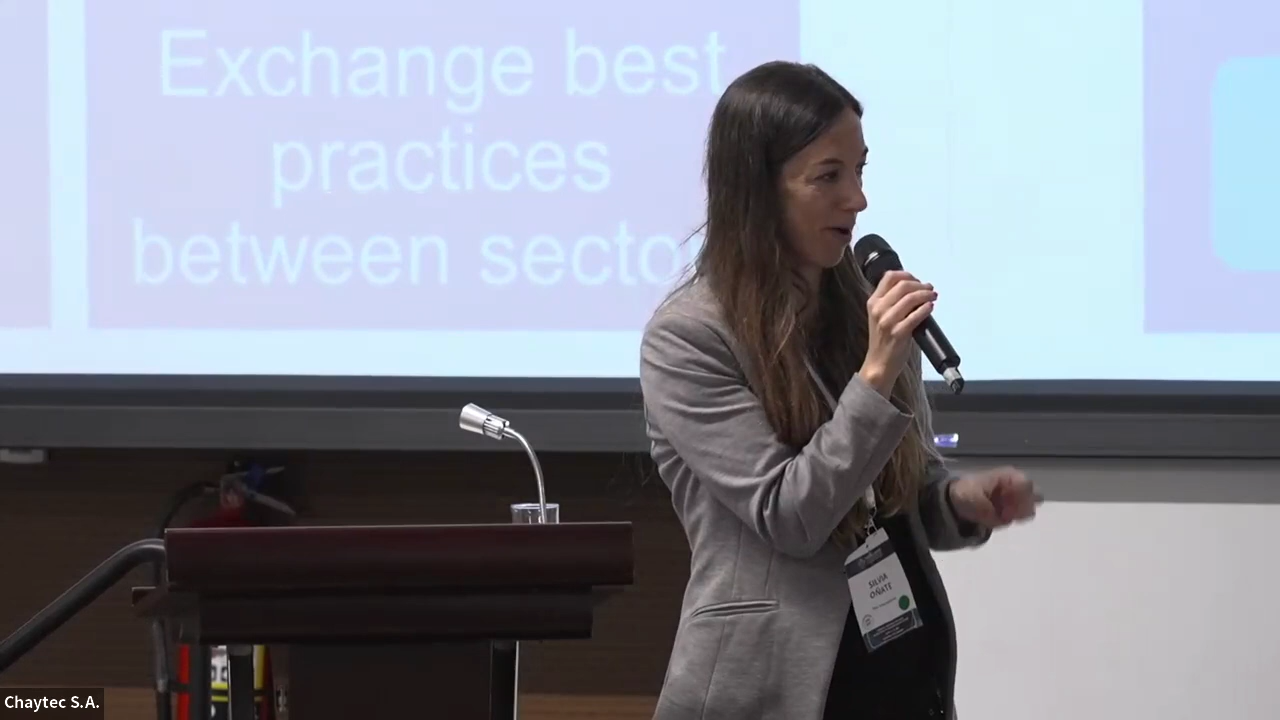 Exchange best
practices
between secto
SILVIA
OÑATE
Chaytec S.A.